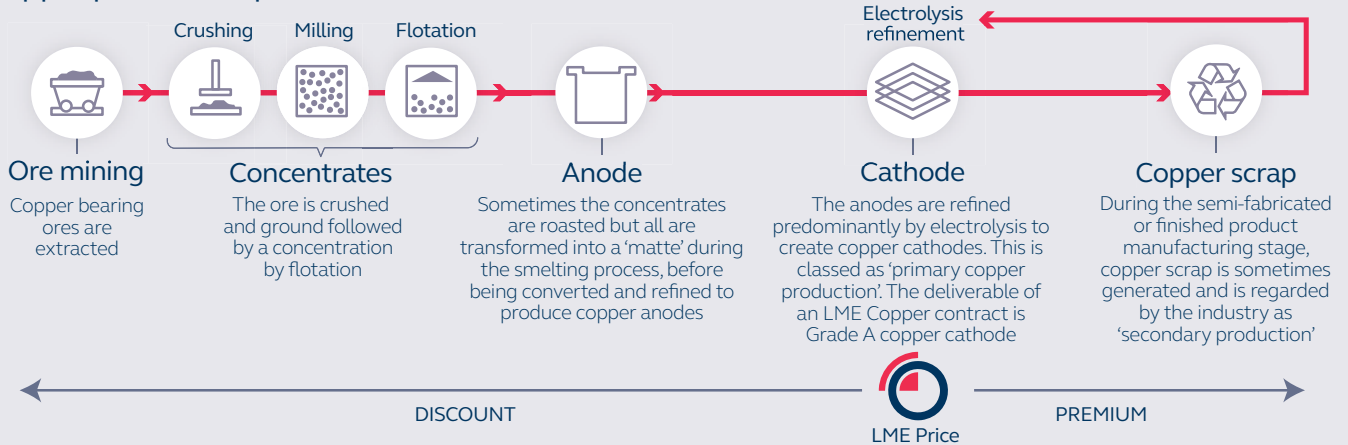 Crushing
Milling
Flotation
Electrolysis
refinement
Ore mining
Copper bearing
ores are
extracted
Concentrates
The ore is crushed
and ground followed
by a concentration
by flotation
Anode
Sometimes the concentrates
are roasted but all are
transformed into a ‘matte’ during
the smelting process, before
being converted and refined to
produce copper anodes
Cathode
The anodes are refined
predominantly by electrolysis to
create copper cathodes. This is
classed as ‘primary copper
production’. The deliverable of
an LME Copper contract is
Grade A copper cathode
Copper scrap
During the semi-fabricated
or finished product
manufacturing stage,
copper scrap is sometimes
generated and is regarded
by the industry as
‘secondary production’
DISCOUNT
LME Price
PREMIUM